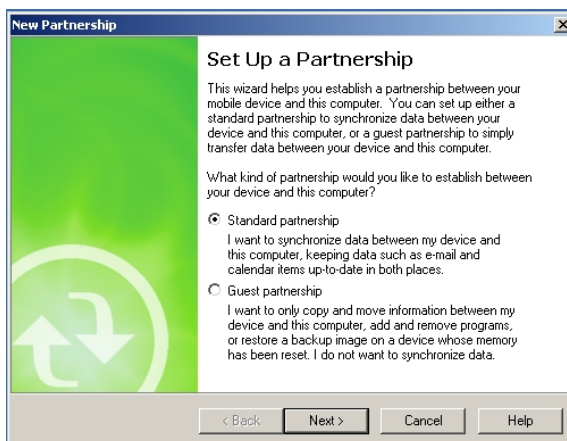 New Partnership
Set Up a Partnership
This wizard helps you establish a partnership between your
mobile device and this computer. You can set up either a
standard partnership to synchronize data between your
device and this computer, or a guest partnership to simply
transfer data between your device and this computer.
What kind of partnership would you like to establish between
your device and this computer?
Standard partnership
I want to synchronize data between my device and
this computer, keeping data such as e-mail and
calendar items up-to-date in both places.
Guest partnership
I want to only copy and move information between my
device and this computer, add and remove programs,
or restore a backup image on a device whose memory
has been reset. I do not want to synchronize data.
< Back Next > Cancel Help